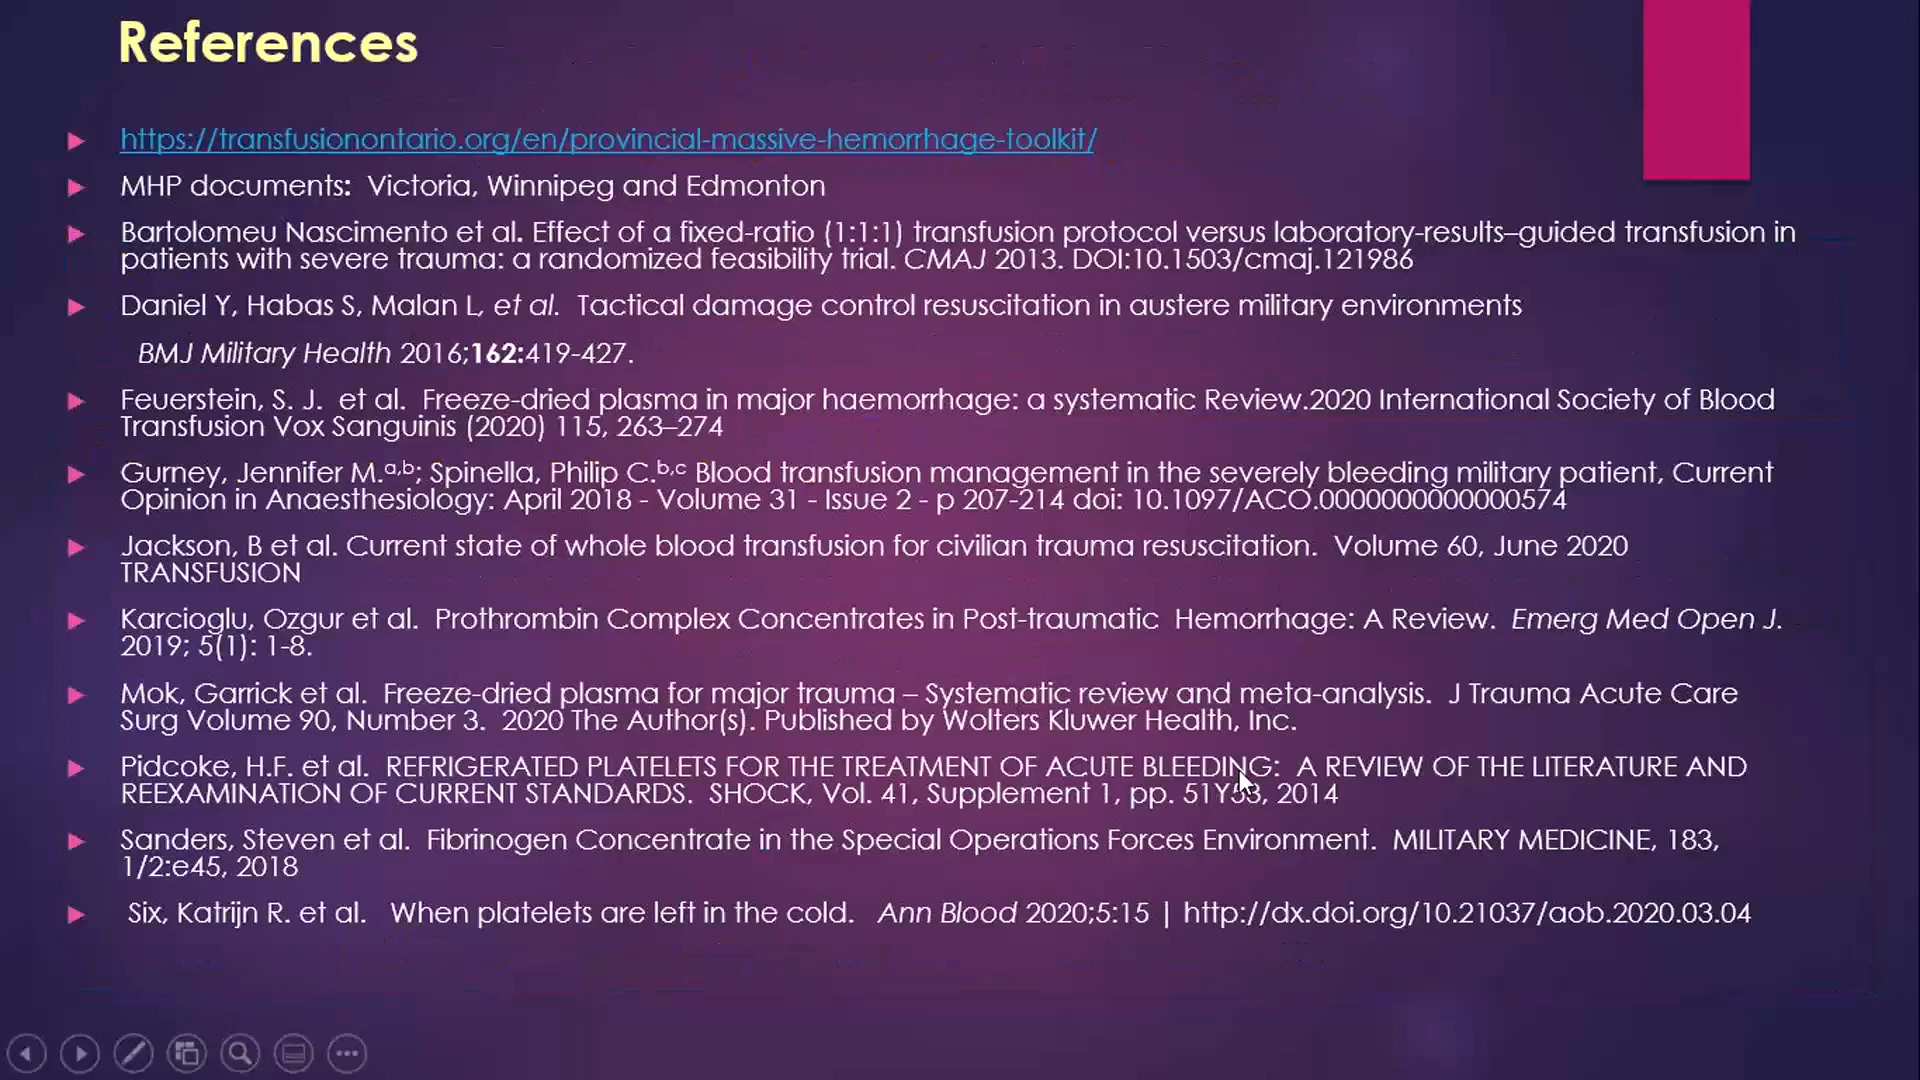 References
https://transfusionontario.org/en/provincial-massive-hemorrhage-toolkit/
MHP documents: Victoria, Winnipeg and Edmonton
Bartolomeu Nascimento et al. Effect of a fixed-ratio (1:1:1) transfusion protocol versus laboratory-results–guided transfusion in
patients with severe trauma: a randomized feasibility trial. CMAJ 2013. DOI:10.1503/cmaj.121986
Daniel Y, Habas S, Malan L, et al. Tactical damage control resuscitation in austere military environments
BMJ Military Health 2016;162:419-427.
Feuerstein, S. J. et al. Freeze-dried plasma in major haemorrhage: a systematic Review.2020 International Society of Blood
Transfusion Vox Sanguinis (2020) 115, 263–274
Gurney, Jennifer M.a,b; Spinella, Philip C.b,c Blood transfusion management in the severely bleeding military patient, Current
Opinion in Anaesthesiology: April 2018 - Volume 31 - Issue 2 - p 207-214 doi: 10.1097/ACO.0000000000000574
Jackson, B et al. Current state of whole blood transfusion for civilian trauma resuscitation. Volume 60, June 2020
TRANSFUSION
Karcioglu, Ozgur et al. Prothrombin Complex Concentrates in Post-traumatic Hemorrhage: A Review. Emerg Med Open J.
2019; 5(1): 1-8.
Mok, Garrick et al. Freeze-dried plasma for major trauma – Systematic review and meta-analysis. J Trauma Acute Care
Surg Volume 90, Number 3. 2020 The Author(s). Published by Wolters Kluwer Health, Inc.
Pidcoke, H.F. et al. REFRIGERATED PLATELETS FOR THE TREATMENT OF ACUTE BLEEDING: A REVIEW OF THE LITERATURE AND
REEXAMINATION OF CURRENT STANDARDS. SHOCK, Vol. 41, Supplement 1, pp. 51Y53, 2014
Sanders, Steven et al. Fibrinogen Concentrate in the Special Operations Forces Environment. MILITARY MEDICINE, 183,
1/2:e45, 2018
Six, Katrijn R. et al. When platelets are left in the cold. Ann Blood 2020;5:15 | http://dx.doi.org/10.21037/aob.2020.03.04